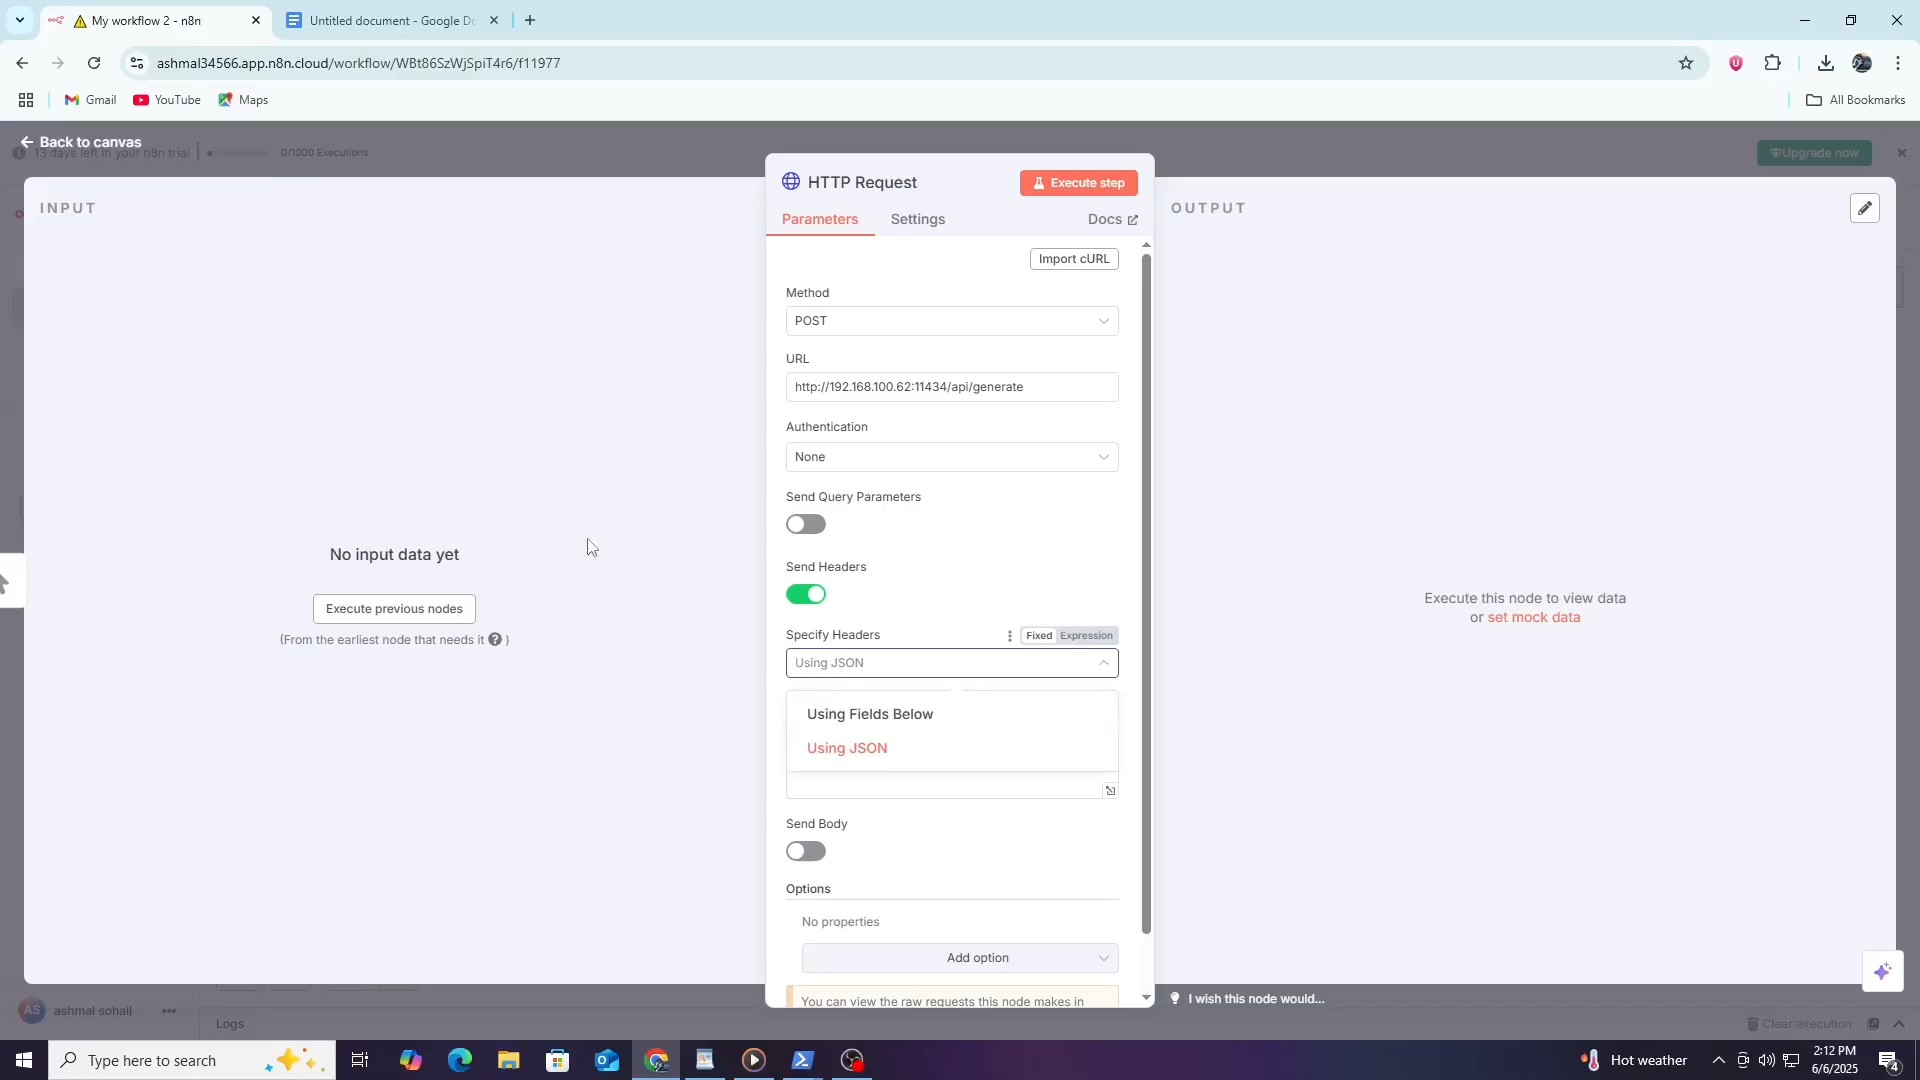 My workflow 2 - n8n
Untitled document - Google Do
ashmal34566.app.n8n.cloud/workflow/WBt86SzWjSpiT4r6/f11977
Gmail
YouTube
Maps
All Bookmarks
Back to canvas
13 days left in your n8n trial
0/1000 Executions
Upgrade now
INPUT
HTTP Request
Execute step
OUTPUT
Parameters
Settings
Docs
Import cURL
Method
POST
URL
http://192.168.100.62:11434/api/generate
Authentication
None
Send Query Parameters
No input data yet
Send Headers
Execute previous nodes
Execute this node to view data
or set mock data
(From the earliest node that needs it ? )
Specify Headers
Fixed
Expression
Using JSON
Using Fields Below
Using JSON
Send Body
Options
No properties
Add option
You can view the raw requests this node makes in
I wish this node would...
AS
ashmal sohail
Logs
Clear execution
Type here to search
Hot weather
2:12 PM
6/6/2025
4